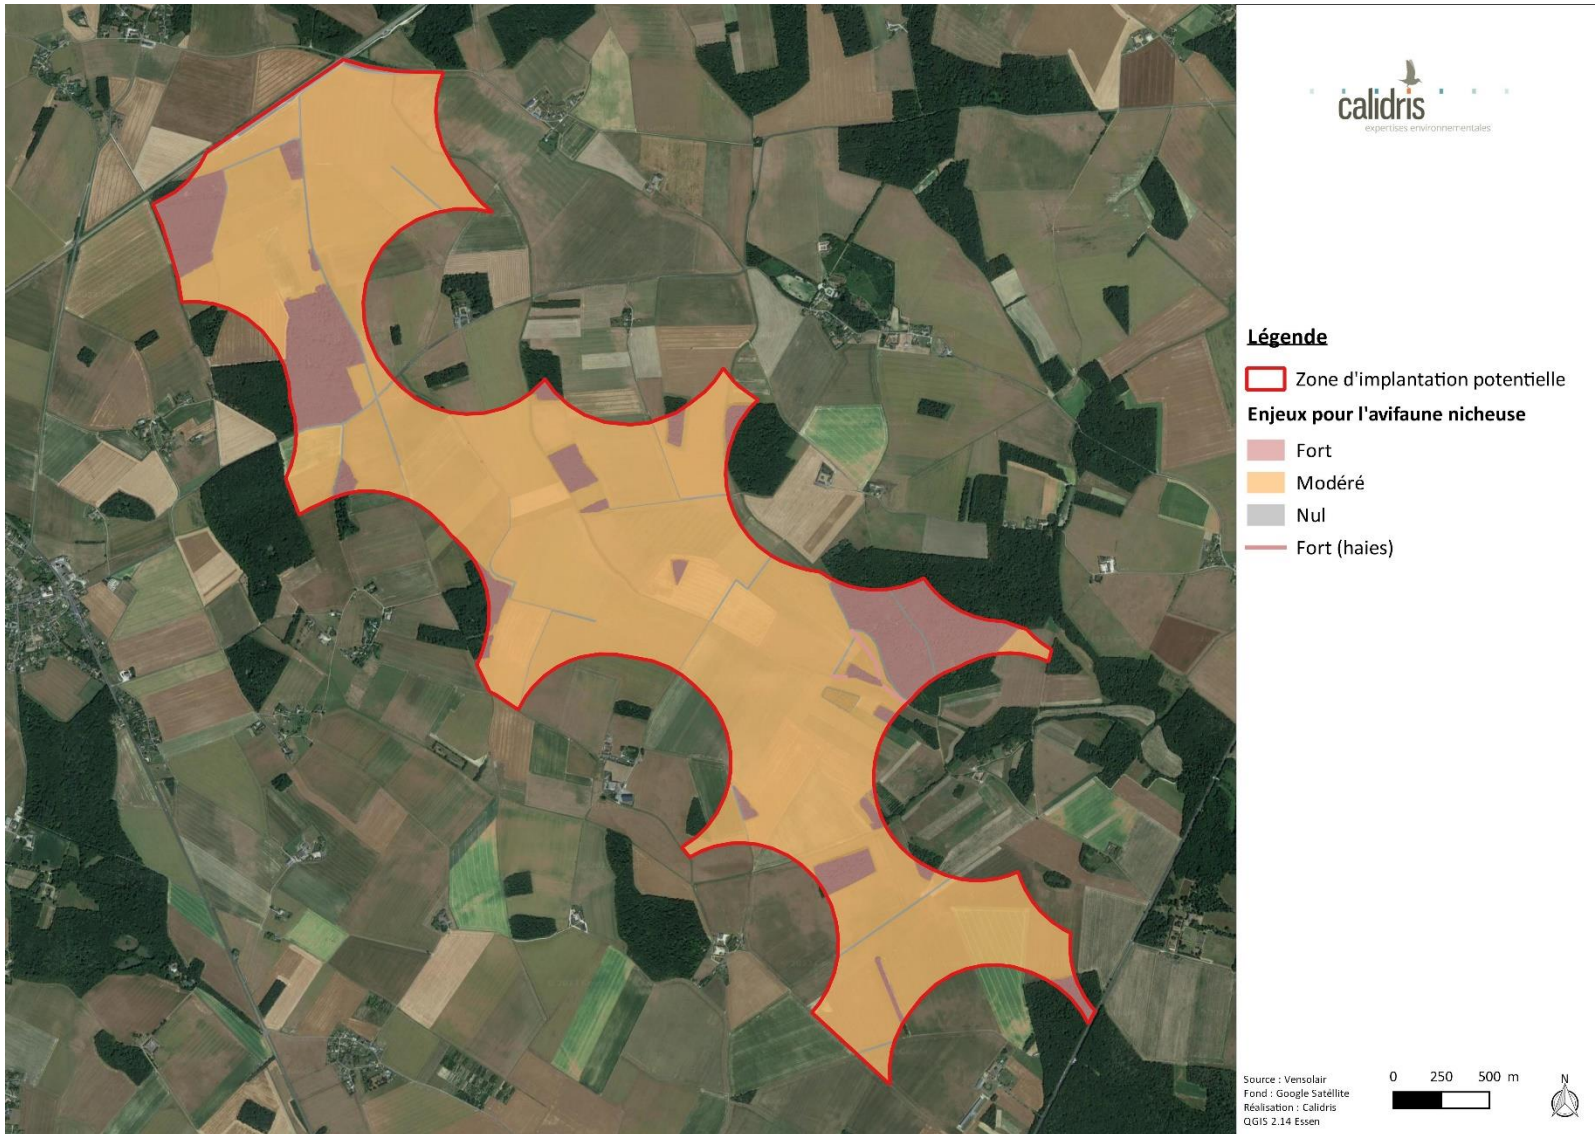 calidris
expertises environnementales
Légende
Zone d'implantation potentielle
Enjeux pour l'avifaune nicheuse
Fort
Modéré
Nul
Fort (haies)
Source : Vensolair
Fond : Google Satéllite
Réalisation : Calidris
QGIS 2.14 Essen
0 250 500 m
N